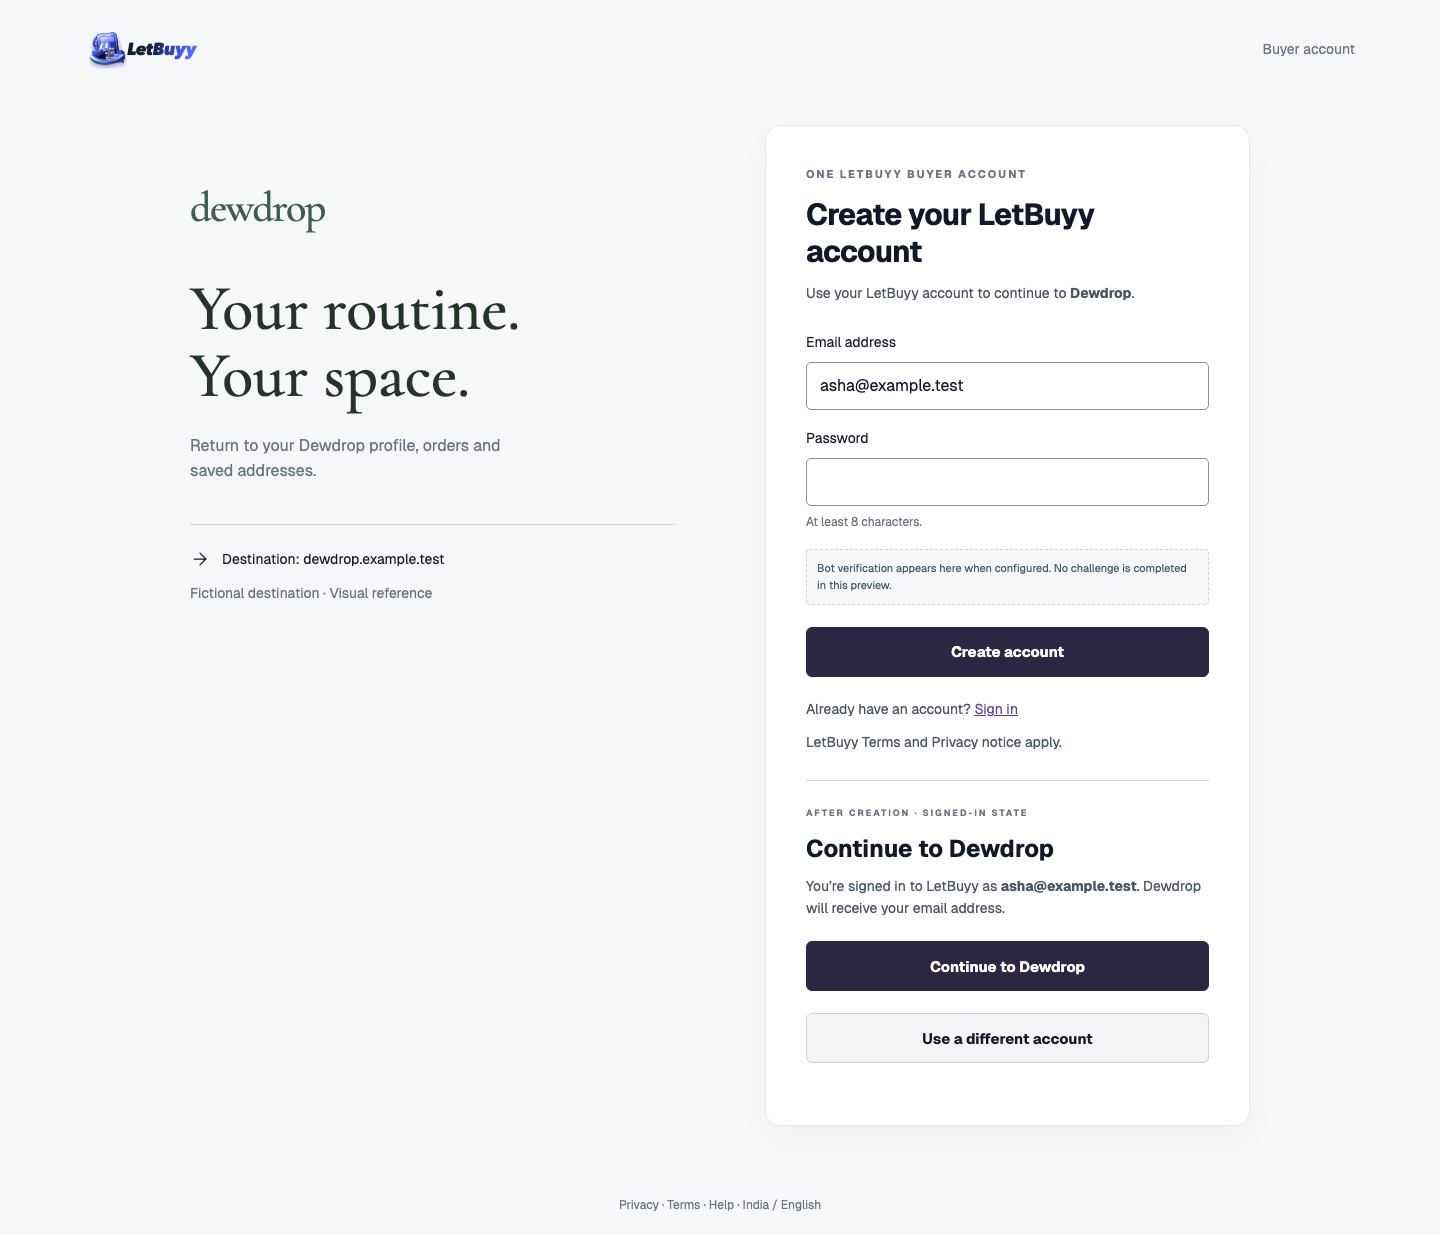 LetBuyy
Buyer account
dewdrop
Your routine.
Your space.
Return to your Dewdrop profile, orders and
saved addresses.
Destination: dewdrop.example.test
Fictional destination · Visual reference
ONE LETBUYY BUYER ACCOUNT
Create your LetBuyy
account
Use your LetBuyy account to continue to Dewdrop.
Email address
asha@example.test
Password
At least 8 characters.
Bot verification appears here when configured. No challenge is completed
in this preview.
Create account
Already have an account? Sign in
LetBuyy Terms and Privacy notice apply.
AFTER CREATION · SIGNED-IN STATE
Continue to Dewdrop
You're signed in to LetBuyy as asha@example.test. Dewdrop
will receive your email address.
Continue to Dewdrop
Use a different account
Privacy · Terms · Help · India / English